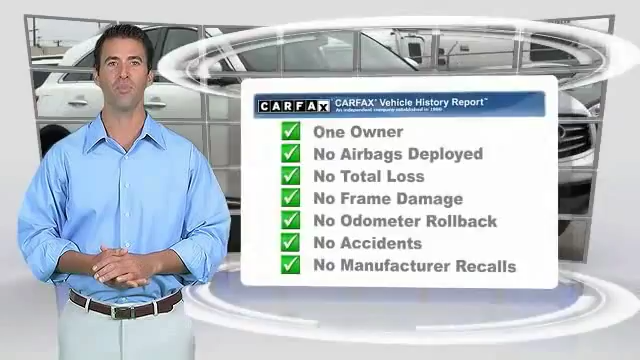 CARFAX CARFAX® Vehicle History Report™
An independent company established in 1986
One Owner
No Airbags Deployed
No Total Loss
No Frame Damage
No Odometer Rollback
No Accidents
No Manufacturer Recalls